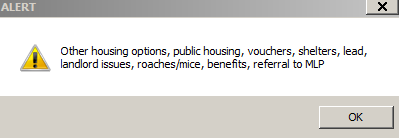 ALERT
Other housing options, public housing, vouchers, shelters, lead,
landlord issues, roaches/mice, benefits, referral to MLP
OK